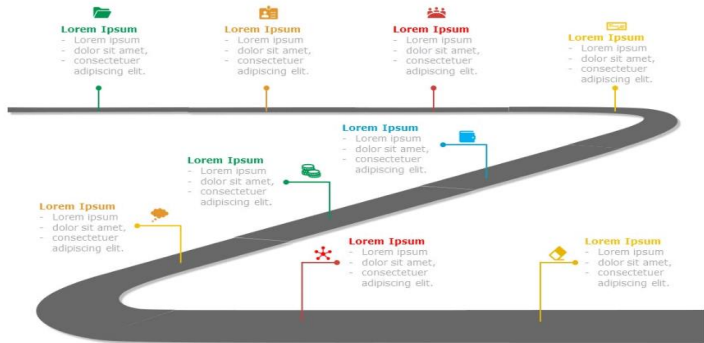 Lorem Ipsum
- Lorem ipsum
- dolor sit amet,
- consectetuer
adipiscing elit.
Lorem Ipsum
- Lorem ipsum
- dolor sit amet,
- consectetuer
adipiscing elit.
Lorem Ipsum
- Lorem ipsum
- dolor sit amet,
- consectetuer
adipiscing elit.
Lorem Ipsum
- Lorem ipsum
- dolor sit amet,
- consectetuer
adipiscing elit.
Lorem Ipsum
- Lorem ipsum
- dolor sit amet,
- consectetuer
adipiscing elit.
Lorem Ipsum
- Lorem ipsum
- dolor sit amet,
- consectetuer
adipiscing elit.
Lorem Ipsum
- Lorem ipsum
- dolor sit amet,
- consectetuer
adipiscing elit.
Lorem Ipsum
- Lorem ipsum
- dolor sit amet,
- consectetuer
adipiscing elit.
Lorem Ipsum
- Lorem ipsum
- dolor sit amet,
- consectetuer
adipiscing elit.